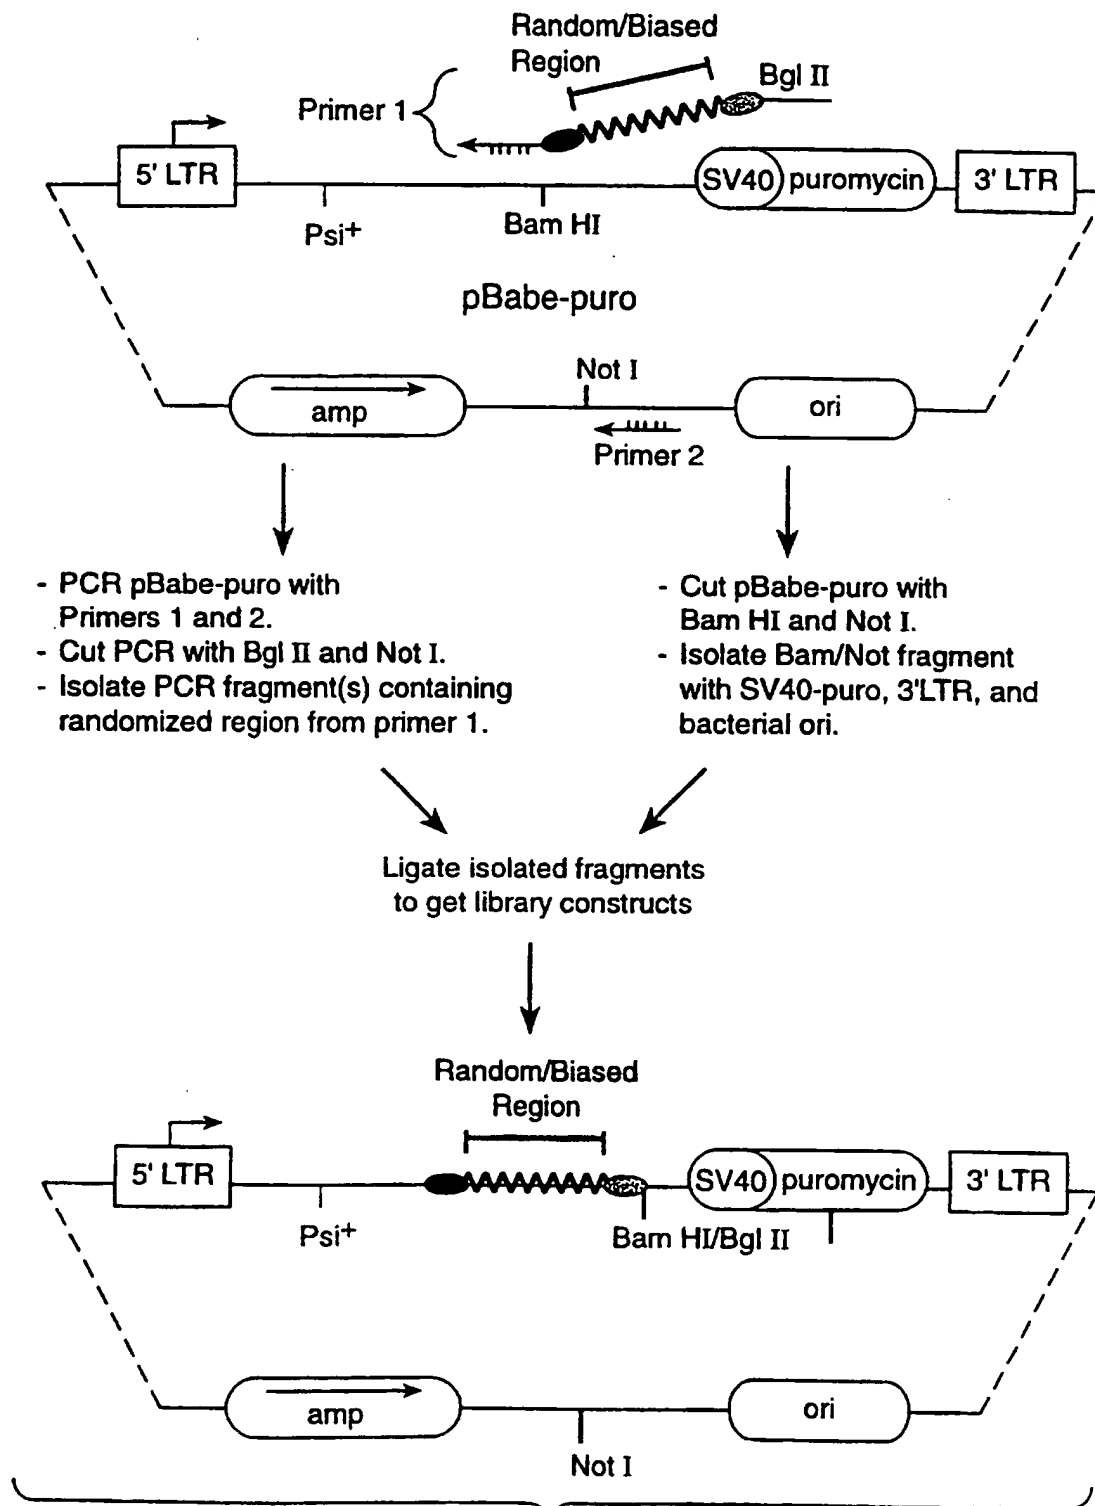 Random/Biased
Region
Bgl II
Primer 1
5' LTR
SV40
puromycin
3' LTR
Psi+
Bam HI
pBabe-puro
Not I
amp
ori
Primer 2
- PCR pBabe-puro with
Primers 1 and 2.
- Cut PCR with Bgl II and Not I.
- Isolate PCR fragment(s) containing
randomized region from primer 1.
- Cut pBabe-puro with
Bam HI and Not I.
- Isolate Bam/Not fragment
with SV40-puro, 3'LTR, and
bacterial ori.
Ligate isolated fragments
to get library constructs
Random/Biased
Region
5' LTR
SV40
puromycin
3' LTR
Psi+
Bam HI/Bgl II
amp
ori
Not I